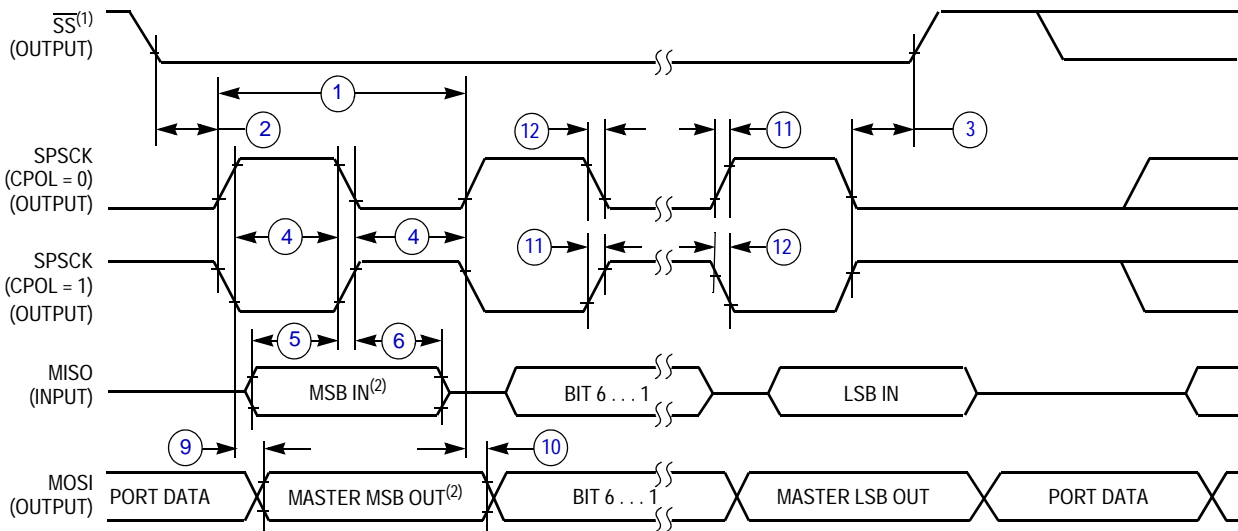 SS(1)
(OUTPUT)
1
2
12
11
3
SPSCK
(CPOL = 0)
(OUTPUT)
4
4
11
12
SPSCK
(CPOL = 1)
(OUTPUT)
5
6
MISO
(INPUT)
MSB IN(2)
BIT 6 . . . 1
LSB IN
9
10
MOSI
(OUTPUT)
PORT DATA
MASTER MSB OUT(2)
BIT 6 . . . 1
MASTER LSB OUT
PORT DATA